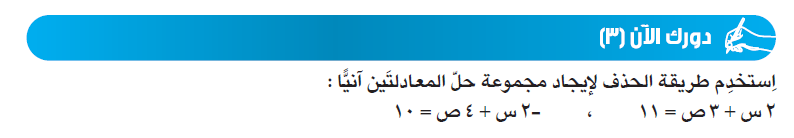 دورك الآن (٣)
اِستخدِم طريقة الحذف لإيجاد مجموعة حلّ المعادلتَين آنيًّا :
٢ س + ٣ ص = ١١ ، -٢ س + ٤ ص = ١٠